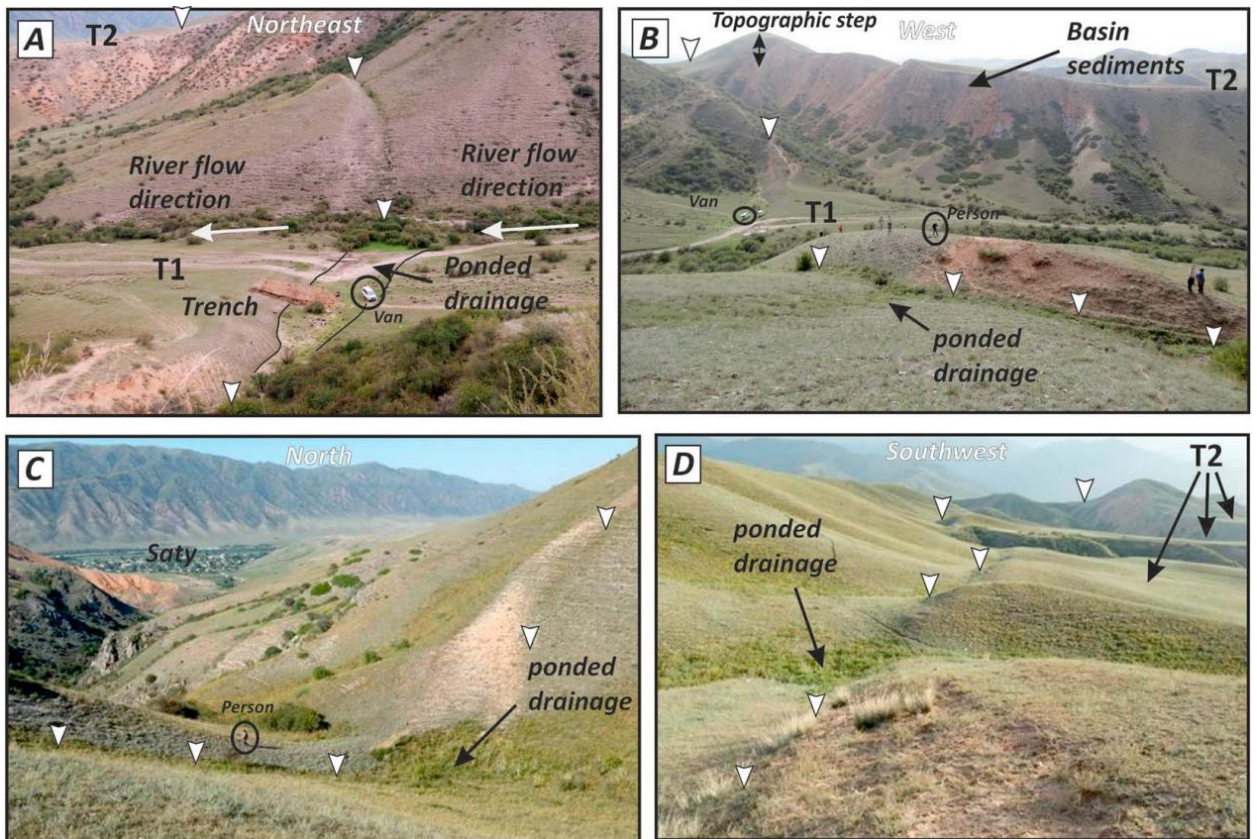 A
T2
Northeast
River flow
direction
River flow
direction
T1
Trench
Ponded
drainage
Van
B
Topographic step
West
Basin
sediments
T2
Van
T1
Person
ponded
drainage
C
North
Saty
Person
ponded
drainage
D
Southwest
T2
ponded
drainage